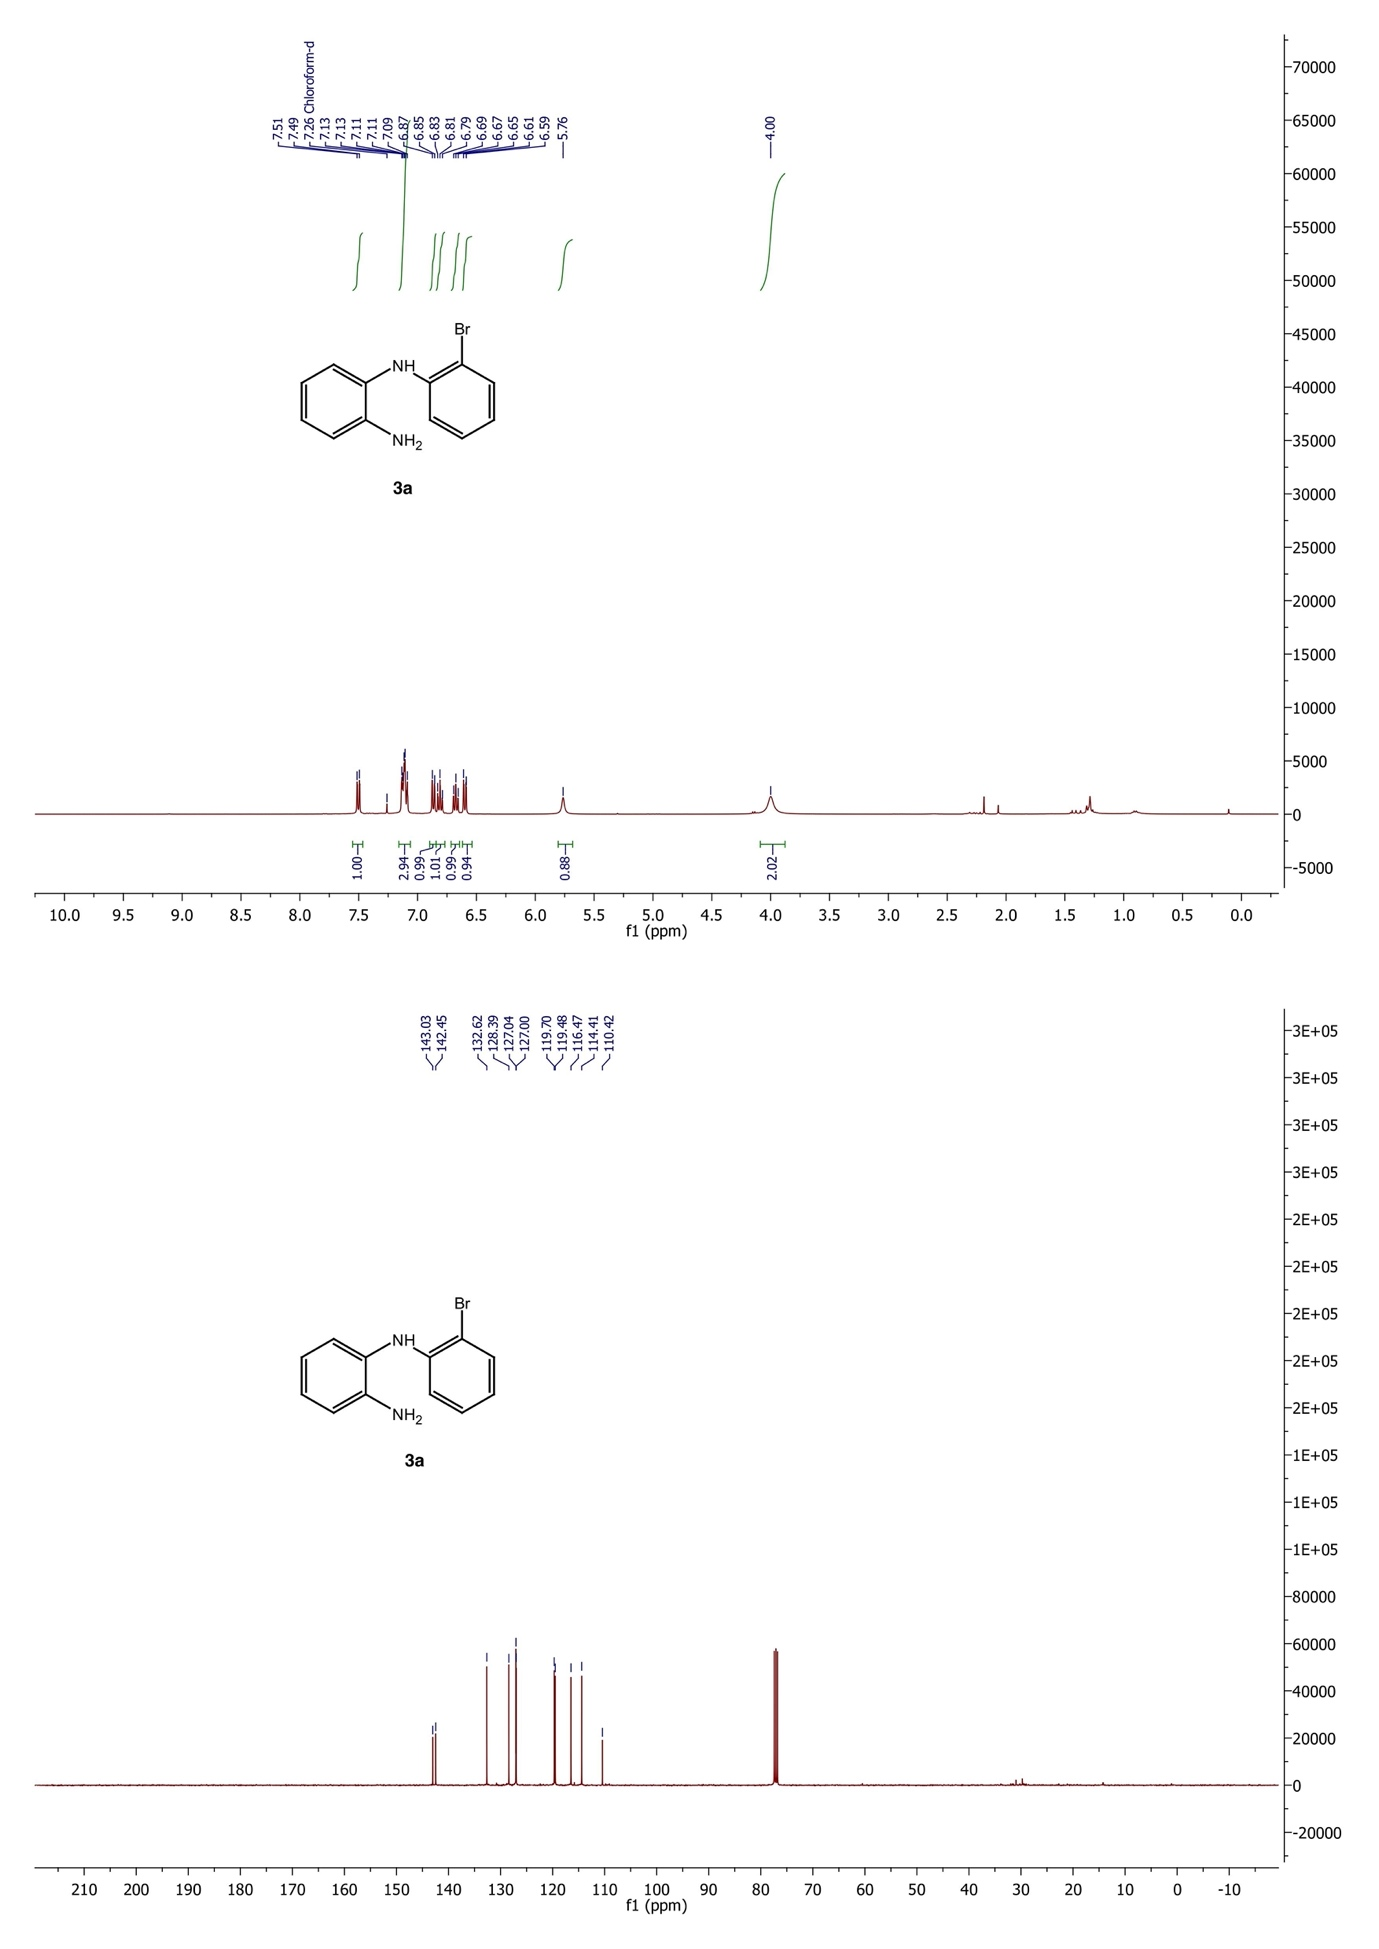 7.51
7.49
7.26 Chloroform-d
7.13
7.13
7.11
7.11
7.09
6.87
6.85
6.83
6.81
6.79
6.69
6.67
6.65
6.61
6.59
5.76
4.00
70000
65000
60000
55000
50000
45000
40000
35000
30000
25000
20000
15000
10000
5000
0
-5000
Br
NH
NH2
3a
1.00
2.94
0.99
1.01
0.99
0.94
0.88
2.02
10.0 9.5 9.0 8.5 8.0 7.5 7.0 6.5 6.0 5.5 5.0 4.5 4.0 3.5 3.0 2.5 2.0 1.5 1.0 0.5 0.0
f1 (ppm)
143.03
142.45
132.62
128.39
127.04
127.00
119.70
119.48
116.47
114.41
110.42
3E+05
3E+05
3E+05
3E+05
2E+05
2E+05
2E+05
2E+05
2E+05
1E+05
1E+05
1E+05
80000
60000
40000
20000
0
-20000
Br
NH
NH2
3a
210 200 190 180 170 160 150 140 130 120 110 100 90 80 70 60 50 40 30 20 10 0 -10
f1 (ppm)